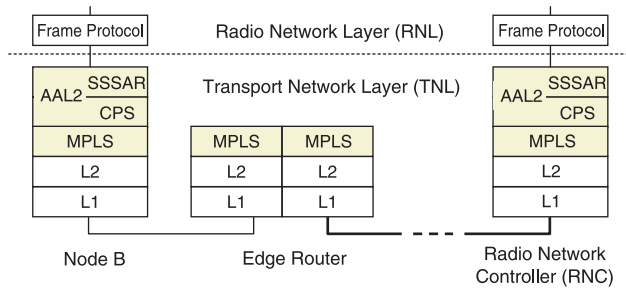 Frame Protocol
Radio Network Layer (RNL)
Frame Protocol
Transport Network Layer (TNL)
AAL2
SSSAR
CPS
MPLS
L2
L1
MPLS
MPLS
L2
L2
L1
L1
AAL2
SSSAR
CPS
MPLS
L2
L1
Node B
Edge Router
Radio Network
Controller (RNC)